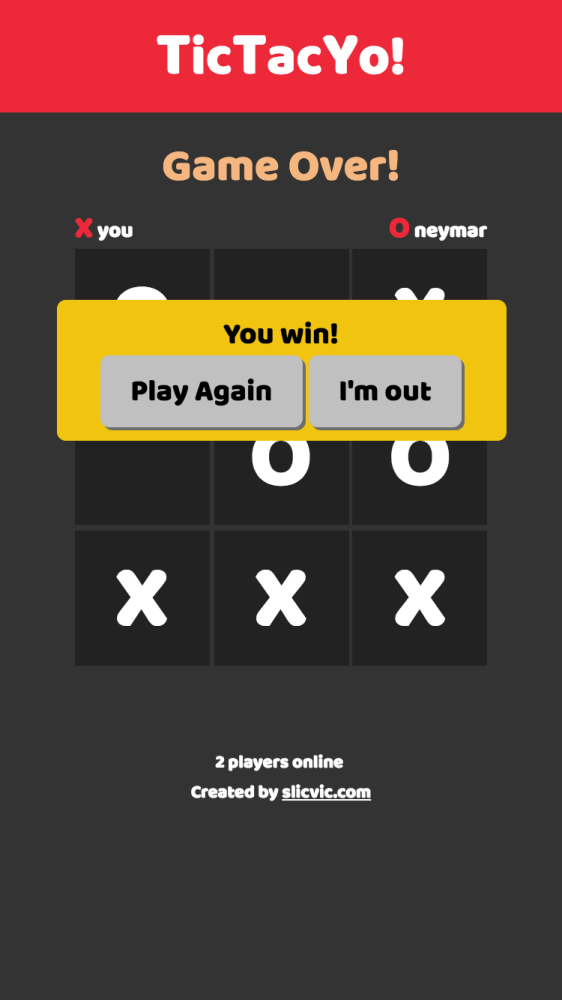 TicTacYo!
Game Over!
X you
O neymar
O X
You win!
Play Again
I'm out
O O
X X X
2 players online
Created by slicvic.com